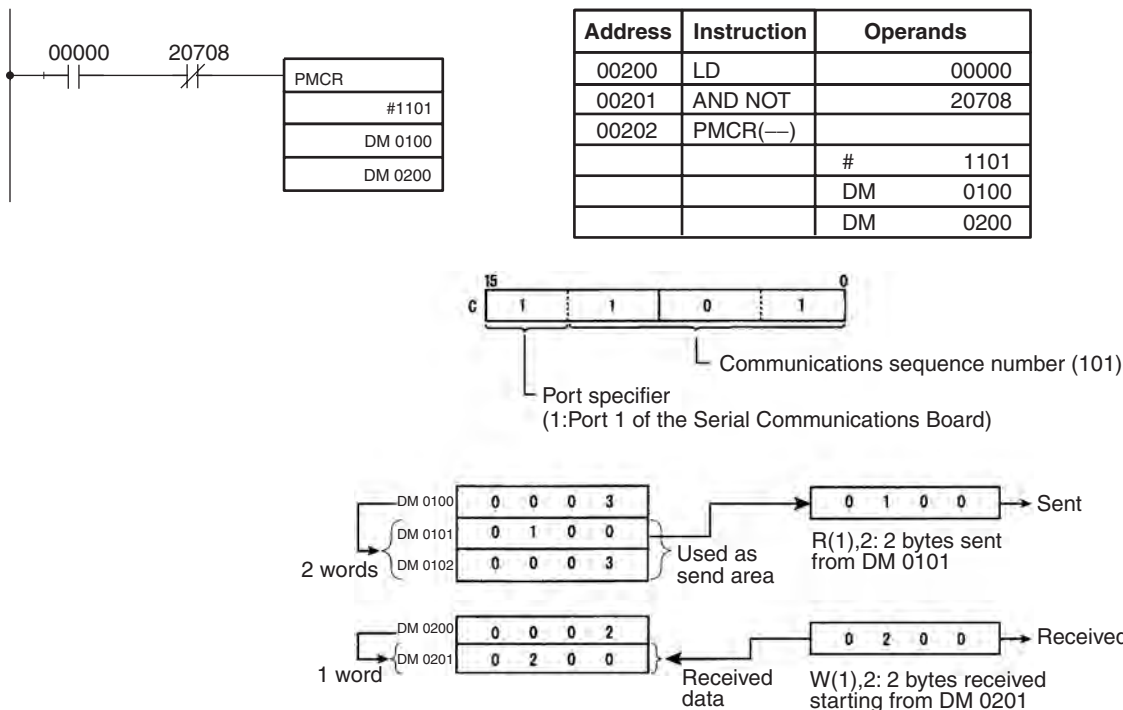 00000 20708
PMCR
#1101
DM 0100
DM 0200
Address Instruction Operands
00200 LD 00000
00201 AND NOT 20708
00202 PMCR(––)
# 1101
DM 0100
DM 0200
15 0
C 1 1 0 1
Communications sequence number (101)
Port specifier
(1:Port 1 of the Serial Communications Board)
DM 0100 0 0 0 3
DM 0101 0 1 0 0
DM 0102 0 0 0 3
2 words
Used as
send area
0 1 0 0 Sent
R(1),2: 2 bytes sent
from DM 0101
DM 0200 0 0 0 2
DM 0201 0 2 0 0
1 word
Received
data
0 2 0 0 Received
W(1),2: 2 bytes received
starting from DM 0201